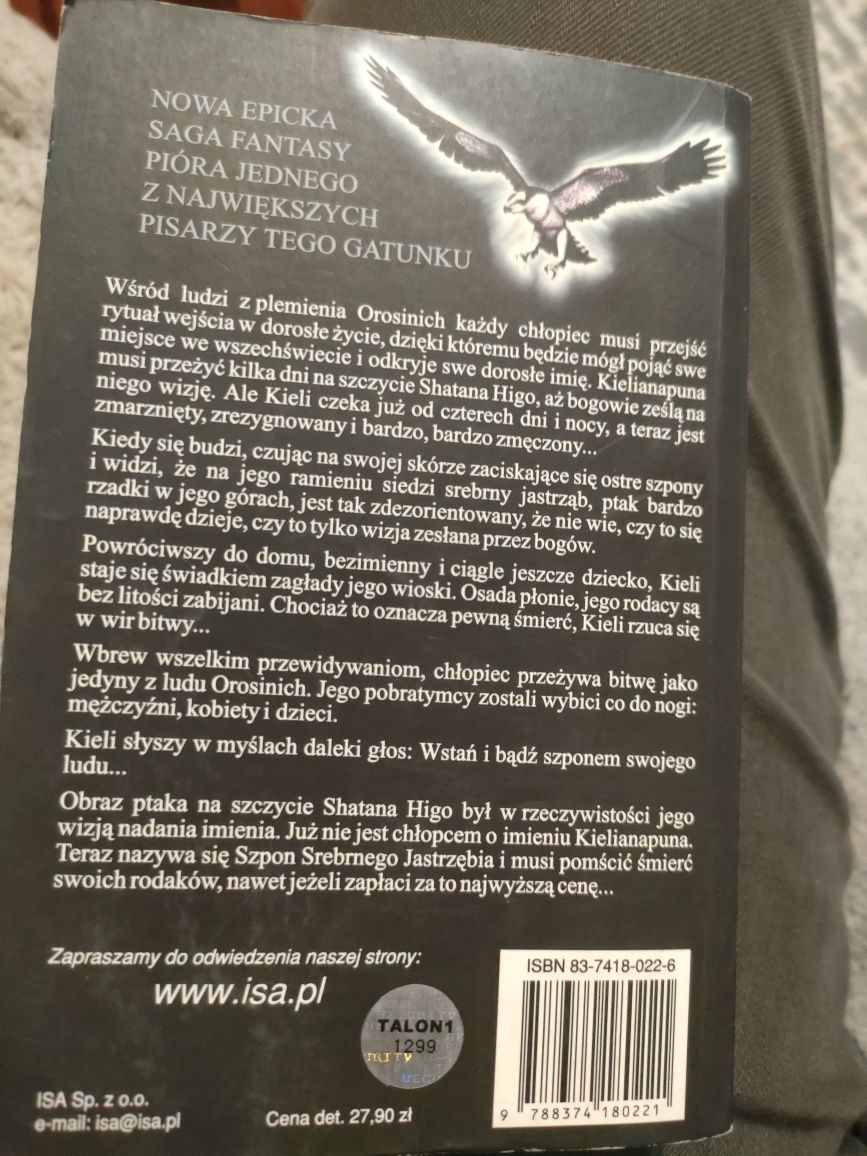 NOWA EPICKA
SAGA FANTASY
PIÓRA JEDNEGO
Z NAJWIĘKSZYCH
PISARZY TEGO GATUNKU
Wśród ludzi z plemienia Orosinich każdy chłopiec musi przejść
rytuał wejścia w dorosłe życie, dzięki któremu będzie mógł pojąć swe
miejsce we wszechświecie i odkryje swe dorosłe imię. Kielianapuna
musi przeżyć kilka dni na szczycie Shatana Higo, aż bogowie ześlą na
niego wizję. Ale Kieli czeka już od czterech dni i nocy, a teraz jest
zmarznięty, zrezygnowany i bardzo, bardzo zmęczony...
Kiedy się budzi, czując na swojej skórze zaciskające się ostre szpony
i widzi, że na jego ramieniu siedzi srebrny jastrząb, ptak bardzo
rzadki w jego górach, jest tak zdezorientowany, że nie wie, czy to się
naprawdę dzieje, czy to tylko wizja zesłana przez bogów.
Powróciwszy do domu, bezimienny i ciągle jeszcze dziecko, Kieli
staje się świadkiem zagłady jego wioski. Osada płonie, jego rodacy są
bez litości zabijani. Chociaż to oznacza pewną śmierć, Kieli rzuca się
w wir bitwy...
Wbrew wszelkim przewidywaniom, chłopiec przeżywa bitwę jako
jedyny z ludu Orosinich. Jego pobratymcy zostali wybici co do nogi:
mężczyźni, kobiety i dzieci.
Kieli słyszy w myślach daleki głos: Wstań i bądź szponem swojego
ludu...
Obraz ptaka na szczycie Shatana Higo był w rzeczywistości jego
wizją nadania imienia. Już nie jest chłopcem o imieniu Kielianapuna.
Teraz nazywa się Szpon Srebrnego Jastrzębia i musi pomścić śmierć
swoich rodaków, nawet jeżeli zapłaci za to najwyższą cenę...
Zapraszamy do odwiedzenia naszej strony:
www.isa.pl
ISBN 83-7418-022-6
TALON1
1299
9 788374 180221
ISA Sp. z o.o.
e-mail: isa@isa.pl
Cena det. 27,90 zł